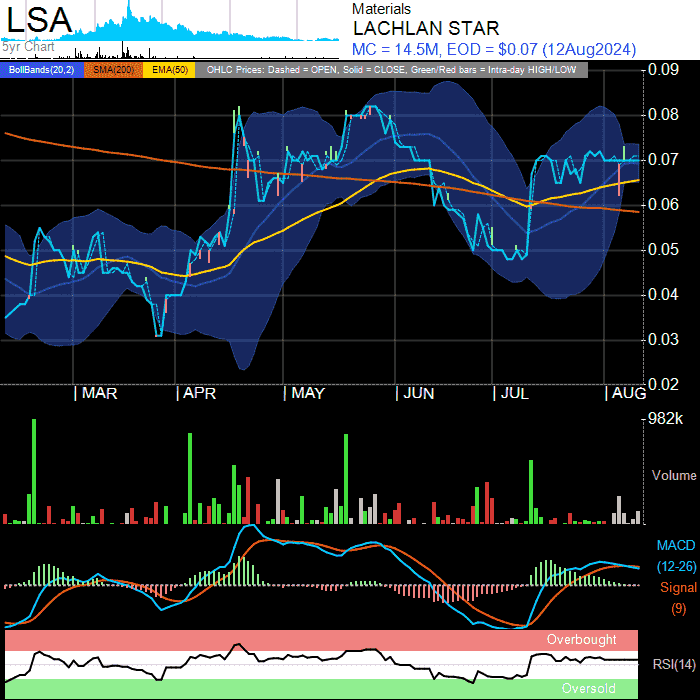 LSA
5yr Chart
Materials
LACHLAN STAR
MC = 14.5M, EOD = $0.07 (12Aug2024)
BollBands(20,2) SMA(200) EMA(50) OHLC Prices: Dashed = OPEN, Solid = CLOSE, Green/Red bars = Intra-day HIGH/LOW
0.09
0.08
0.07
0.06
0.05
0.04
0.03
0.02
MAR APR MAY JUN JUL AUG
982k
Volume
MACD
(12-26)
Signal
(9)
Overbought
RSI(14)
Oversold